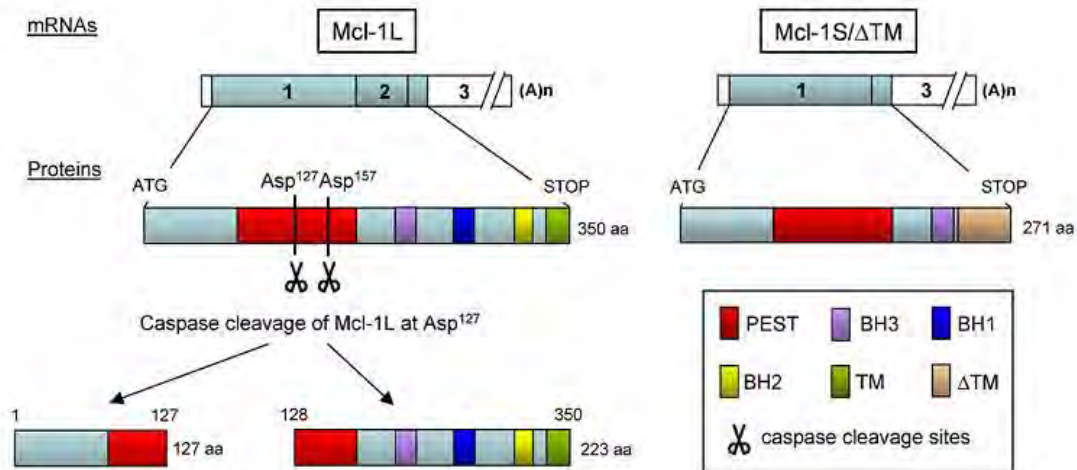 mRNAs
Mcl-1L
Mcl-1S/ΔTM
1 2 3 (A)n
1 3 (A)n
Proteins
ATG Asp¹²⁷ Asp¹⁵⁷ STOP
350 aa
ATG STOP
271 aa
Caspase cleavage of Mcl-1L at Asp¹²⁷
1 127
127 aa
128 350
223 aa
PEST BH3 BH1
BH2 TM ΔTM
caspase cleavage sites